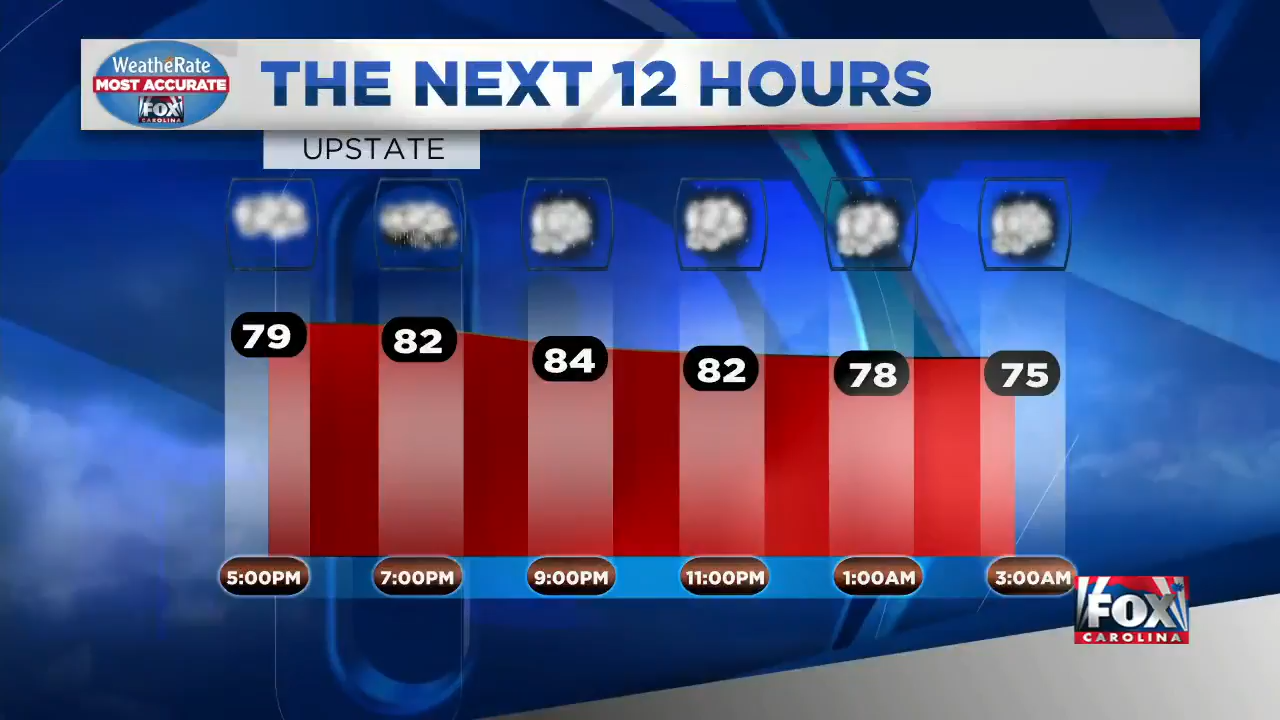 WeatheRate
MOST ACCURATE
FOX
CAROLINA
THE NEXT 12 HOURS
UPSTATE
79
82
84
82
78
75
5:00PM
7:00PM
9:00PM
11:00PM
1:00AM
3:00AM
FOX
CAROLINA